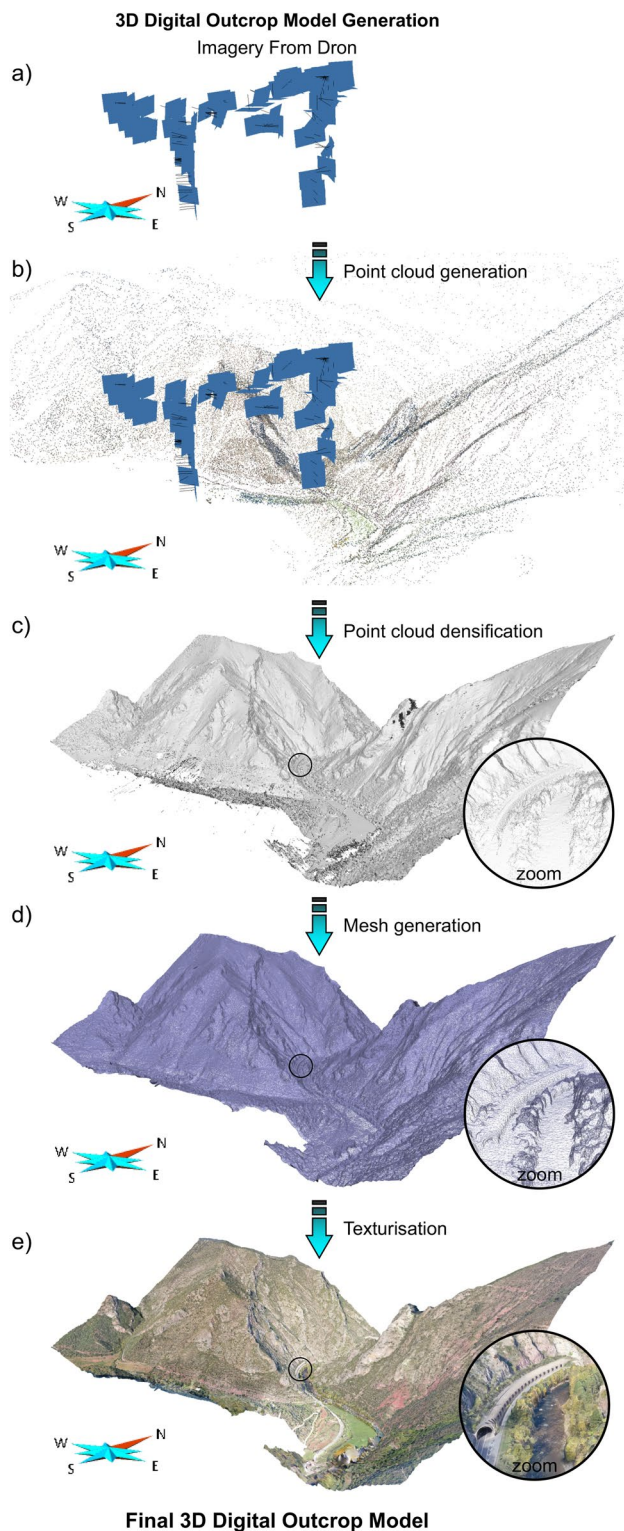 3D Digital Outcrop Model Generation
Imagery From Dron
a)
W N
S E
b)
Point cloud generation
W N
S E
c)
Point cloud densification
W N
S E
zoom
d)
Mesh generation
W N
S E
zoom
e)
Texturisation
W N
S E
zoom
Final 3D Digital Outcrop Model